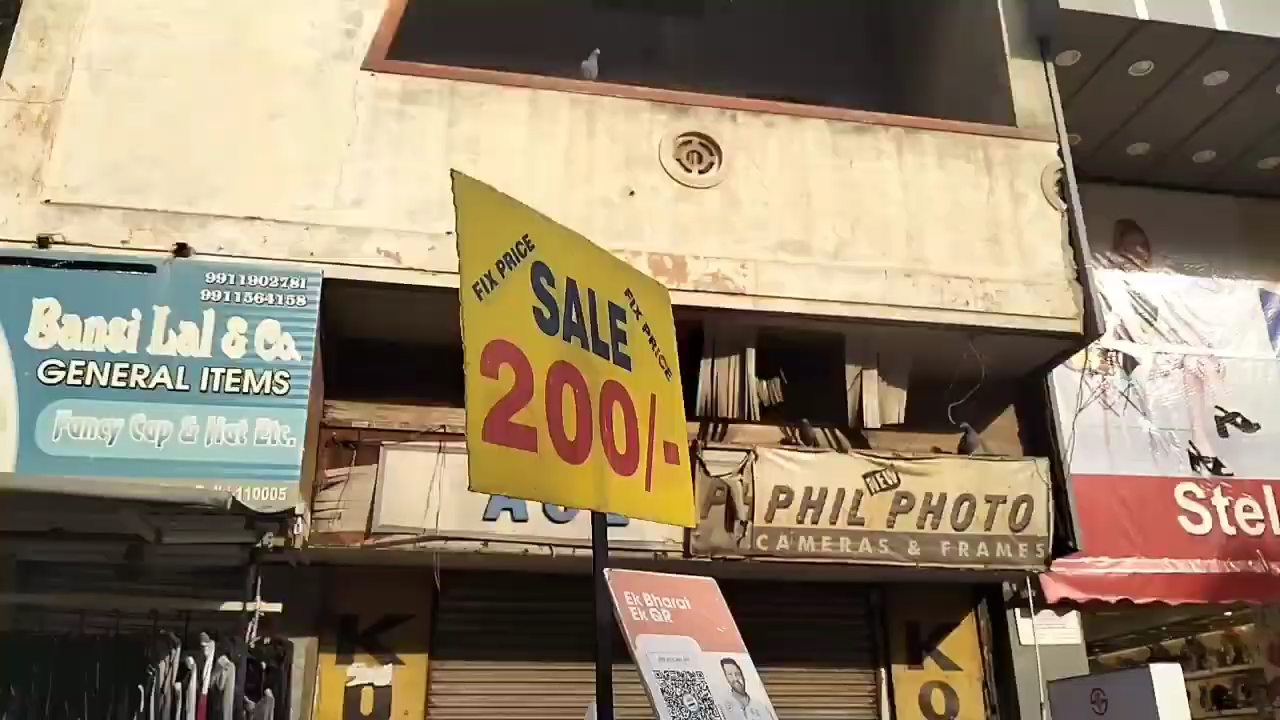 9911902781
9911564158
Bansi Lal & Co.
GENERAL ITEMS
Fancy Cap & Hat Etc.
110005
FIX PRICE
SALE
FIX PRICE
200/-
NEW
PHIL PHOTO
CAMERAS & FRAMES
Stel
Ek Bharat
Ek QR
K
O